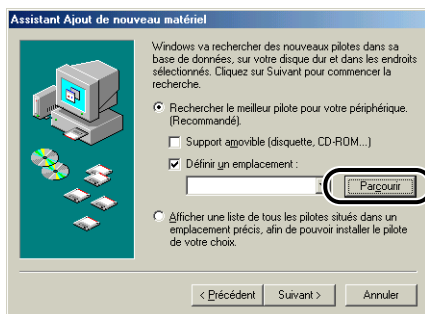 Assistant Ajout de nouveau matériel
Windows va rechercher des nouveaux pilotes dans sa
base de données, sur votre disque dur et dans les endroits
sélectionnés. Cliquez sur Suivant pour commencer la
recherche.
Rechercher le meilleur pilote pour votre périphérique.
(Recommandé).
Support amovible (disquette, CD-ROM...)
Définir un emplacement :
Parcourir
Afficher une liste de tous les pilotes situés dans un
emplacement précis, afin de pouvoir installer le pilote
de votre choix.
< Précédent Suivant > Annuler